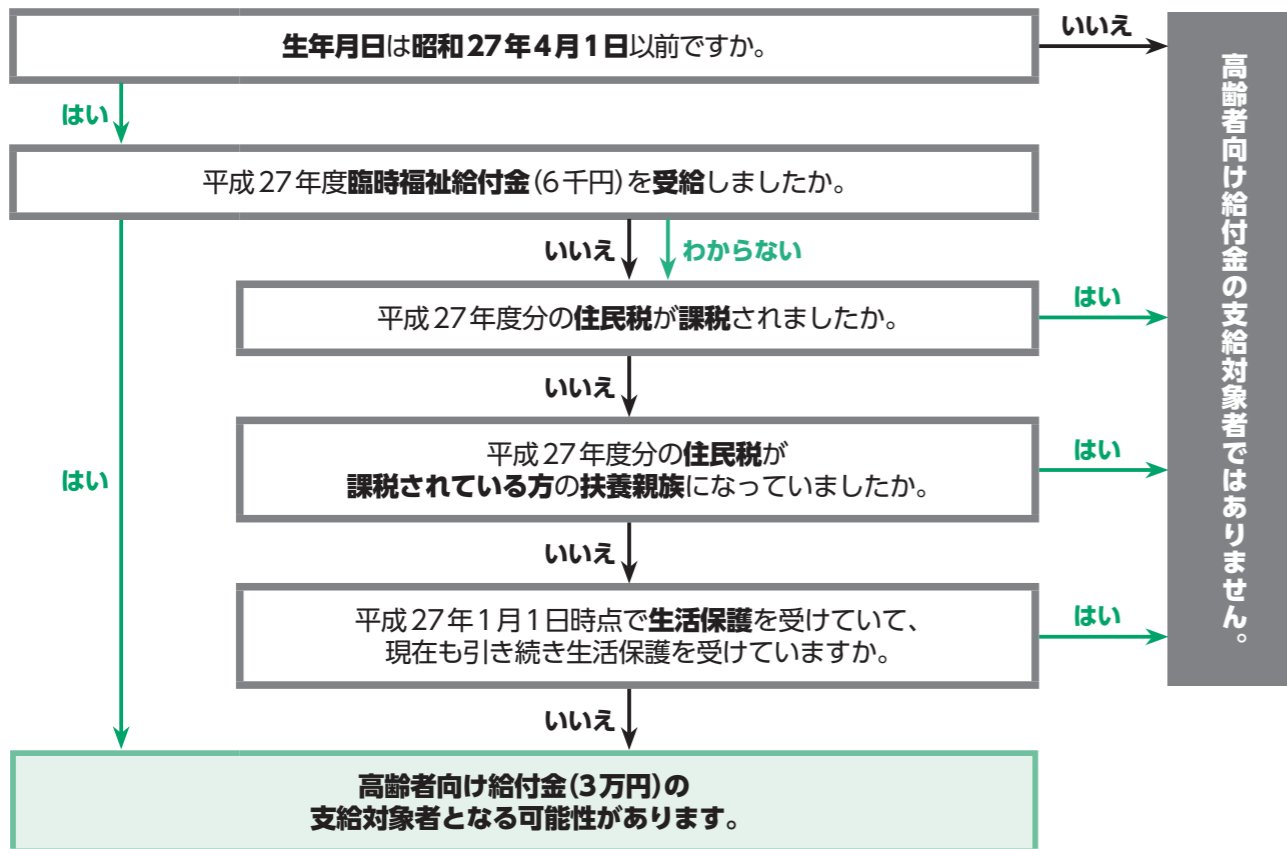 生年月日は昭和27年4月1日以前ですか。
いいえ
はい
平成27年度臨時福祉給付金(6千円)を受給しましたか。
いいえ
わからない
平成27年度分の住民税が課税されましたか。
はい
いいえ
平成27年度分の住民税が
課税されている方の扶養親族になっていましたか。
はい
はい
いいえ
平成27年1月1日時点で生活保護を受けていて、
現在も引き続き生活保護を受けていますか。
はい
いいえ
高齢者向け給付金(3万円)の
支給対象者となる可能性があります。
高齢者向け給付金の支給対象者ではありません。